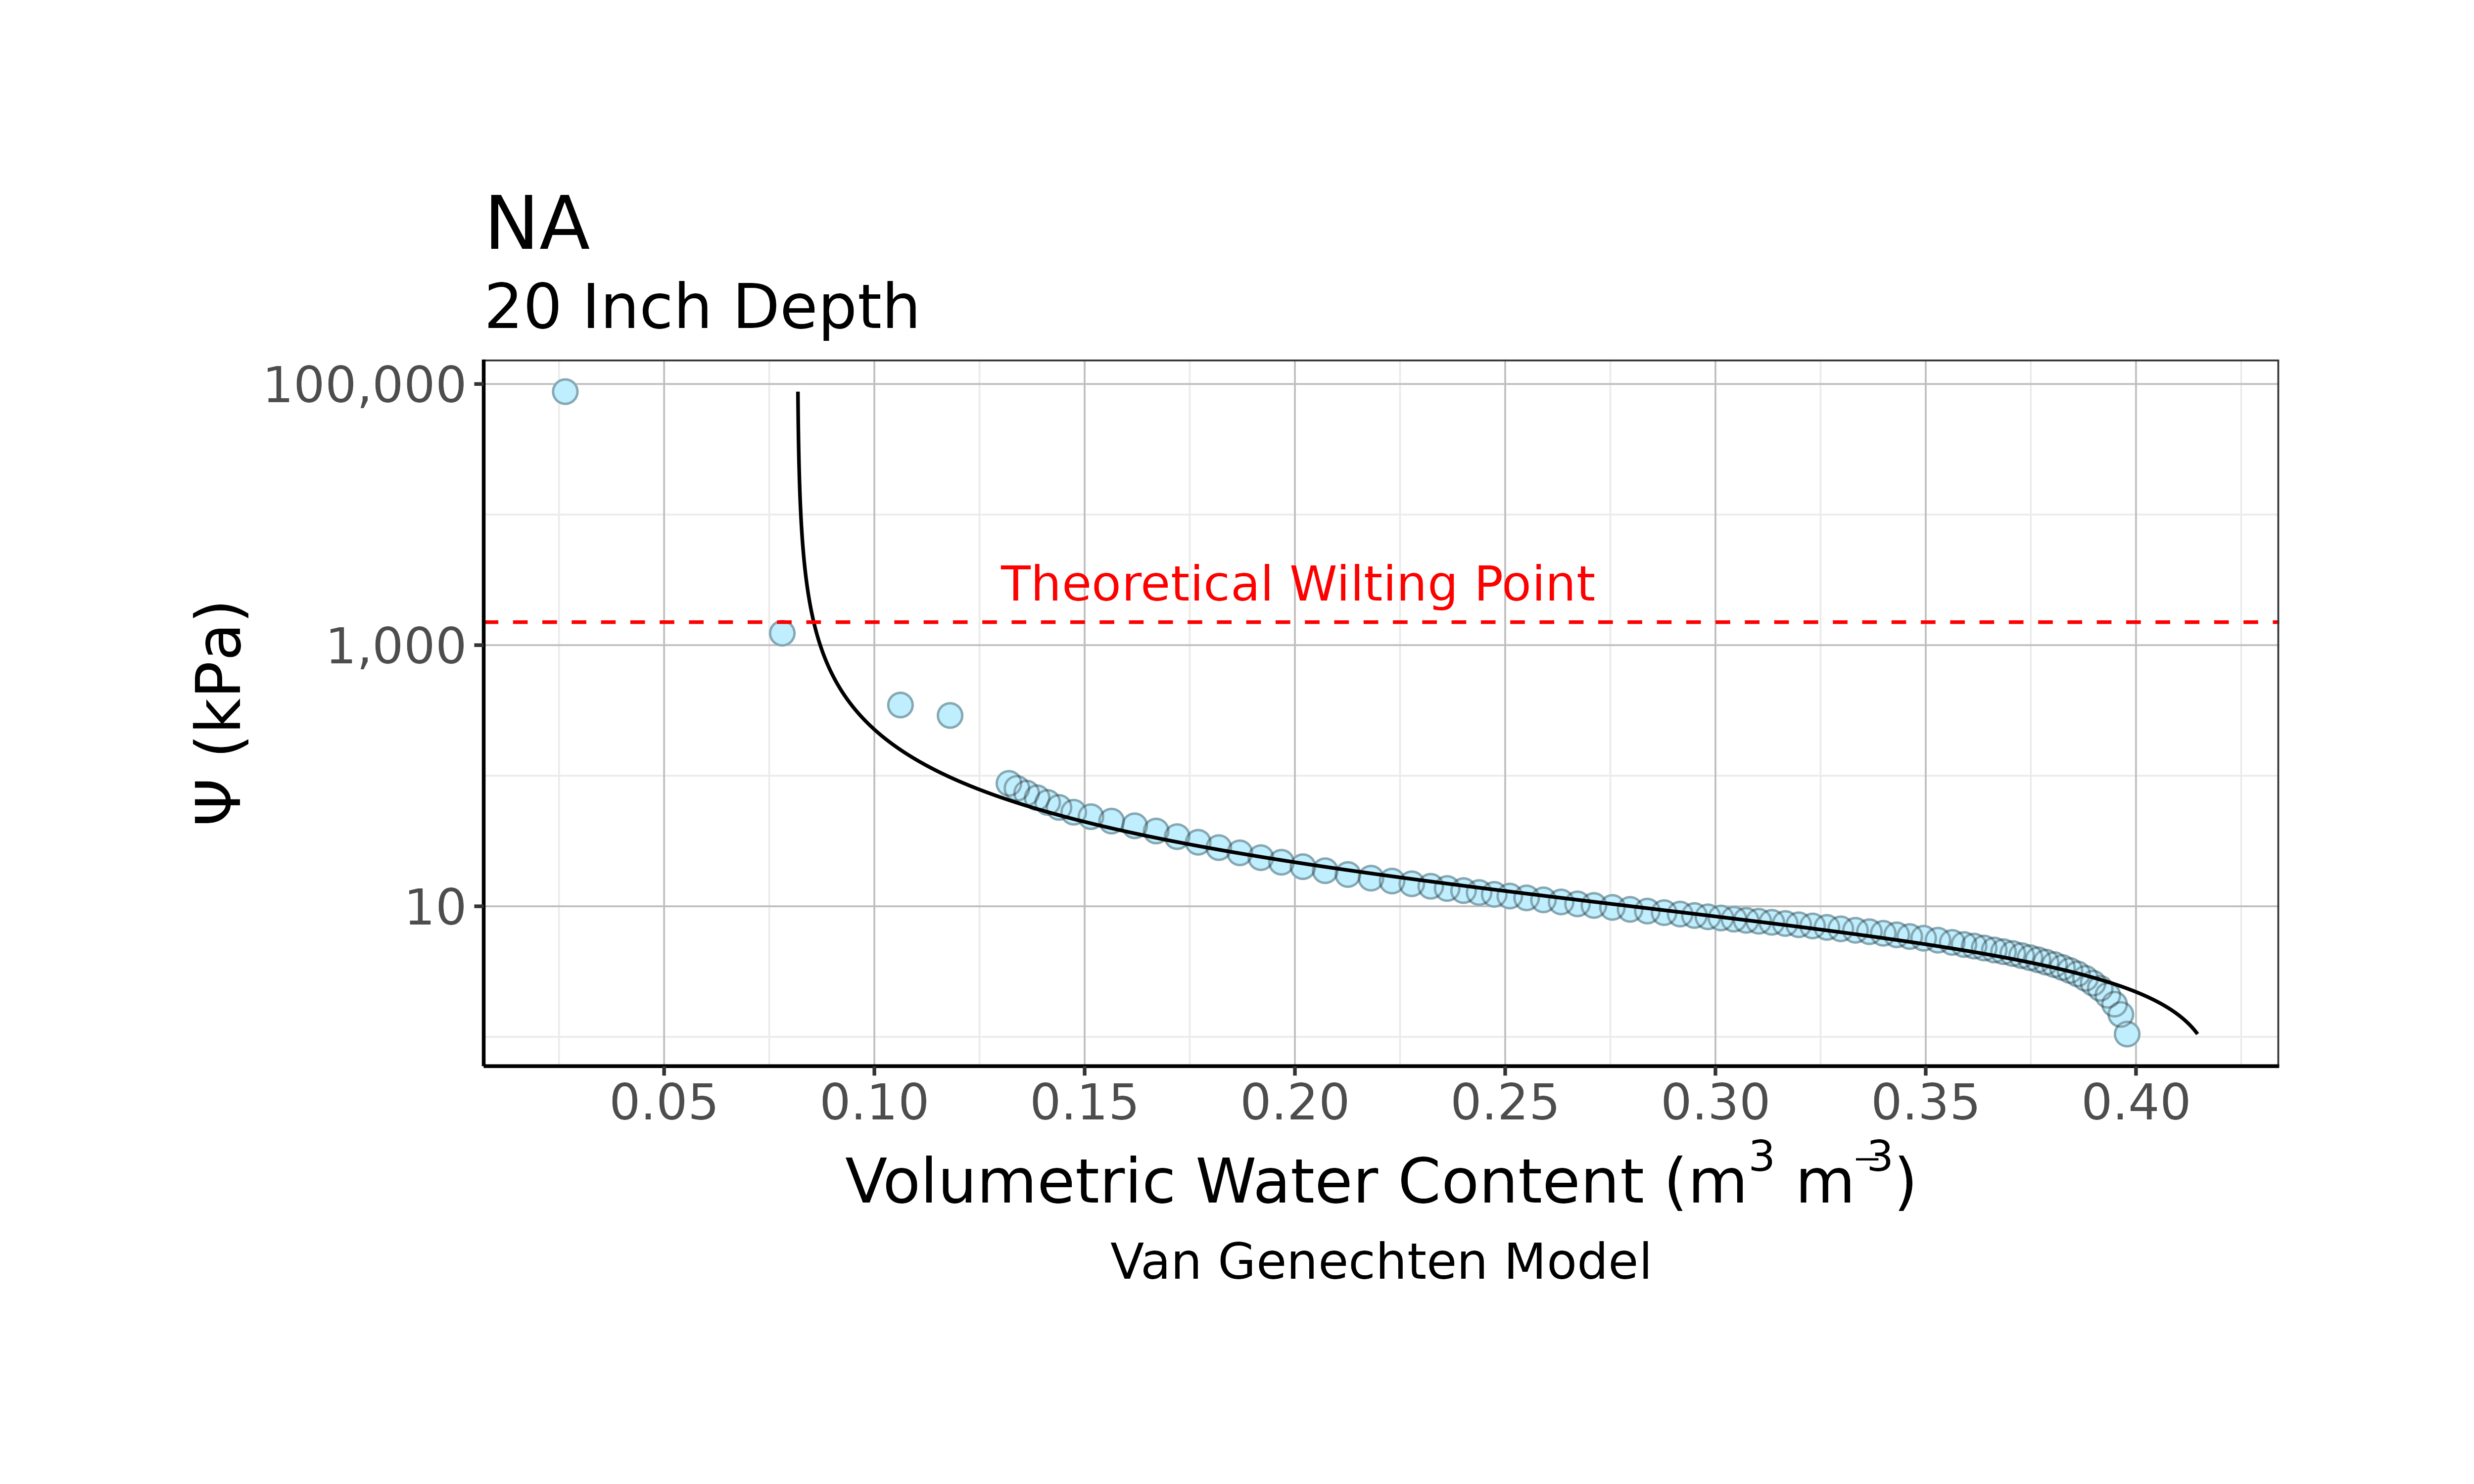 NA
20 Inch Depth
100,000
1,000
10
Ψ (kPa)
Theoretical Wilting Point
0.05 0.10 0.15 0.20 0.25 0.30 0.35 0.40
Volumetric Water Content (m³ m⁻³)
Van Genechten Model